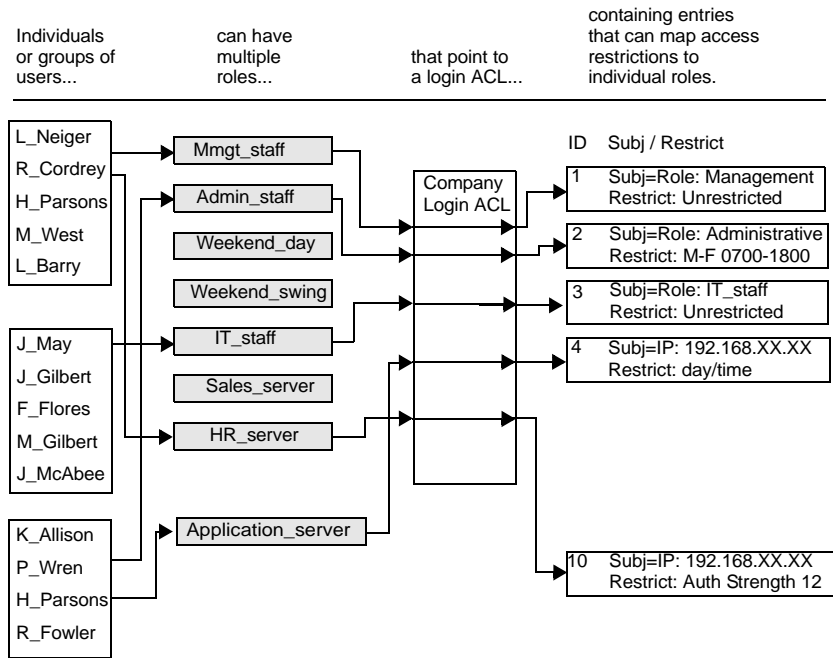 Individuals
or groups of
users...
can have
multiple
roles...
that point to
a login ACL...
containing entries
that can map access
restrictions to
individual roles.
L_Neiger
R_Cordrey
H_Parsons
M_West
L_Barry
J_May
J_Gilbert
F_Flores
M_Gilbert
J_McAbee
K_Allison
P_Wren
H_Parsons
R_Fowler
Mmgt_staff
Admin_staff
Weekend_day
Weekend_swing
IT_staff
Sales_server
HR_server
Application_server
Company
Login ACL
ID Subj / Restrict
1 Subj=Role: Management
Restrict: Unrestricted
2 Subj=Role: Administrative
Restrict: M-F 0700-1800
3 Subj=Role: IT_staff
Restrict: Unrestricted
4 Subj=IP: 192.168.XX.XX
Restrict: day/time
10 Subj=IP: 192.168.XX.XX
Restrict: Auth Strength 12